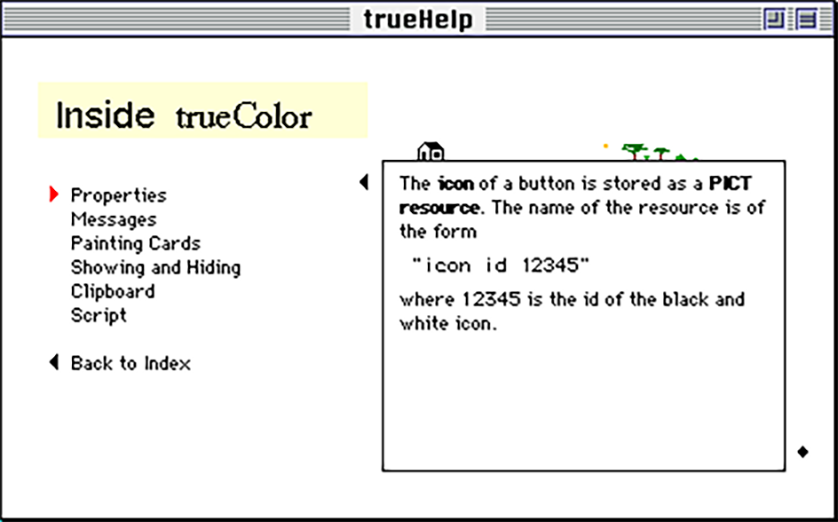 trueHelp
Inside trueColor
Properties
Messages
Painting Cards
Showing and Hiding
Clipboard
Script
Back to Index
The icon of a button is stored as a PICT
resource. The name of the resource is of
the form
"icon id 12345"
where 12345 is the id of the black and
white icon.